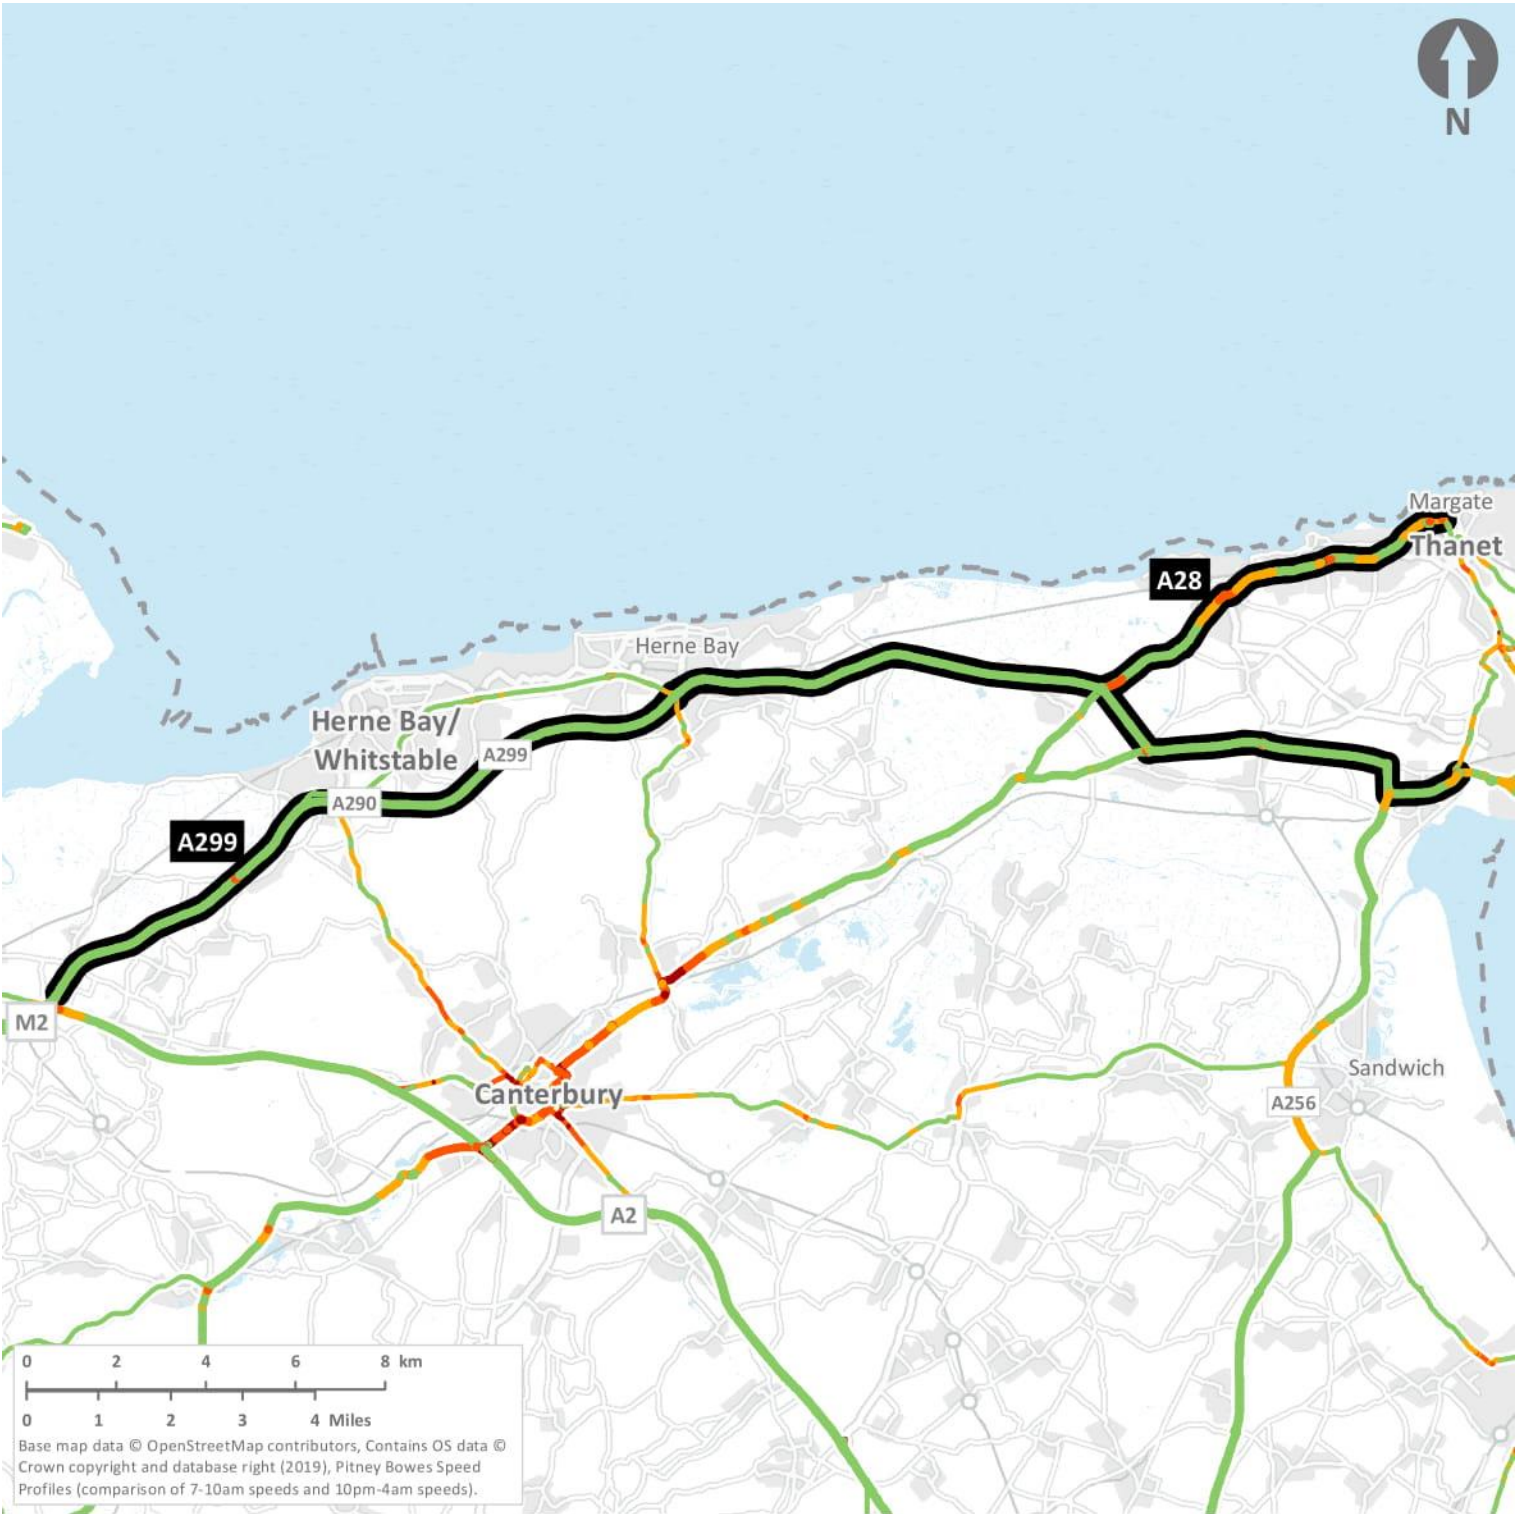 N
Margate
Thanet
A28
Herne Bay
Herne Bay/
Whitstable
A299
A290
A299
M2
Canterbury
Sandwich
A256
A2
0 2 4 6 8 km
0 1 2 3 4 Miles
Base map data © OpenStreetMap contributors, Contains OS data ©
Crown copyright and database right (2019), Pitney Bowes Speed
Profiles (comparison of 7-10am speeds and 10pm-4am speeds).